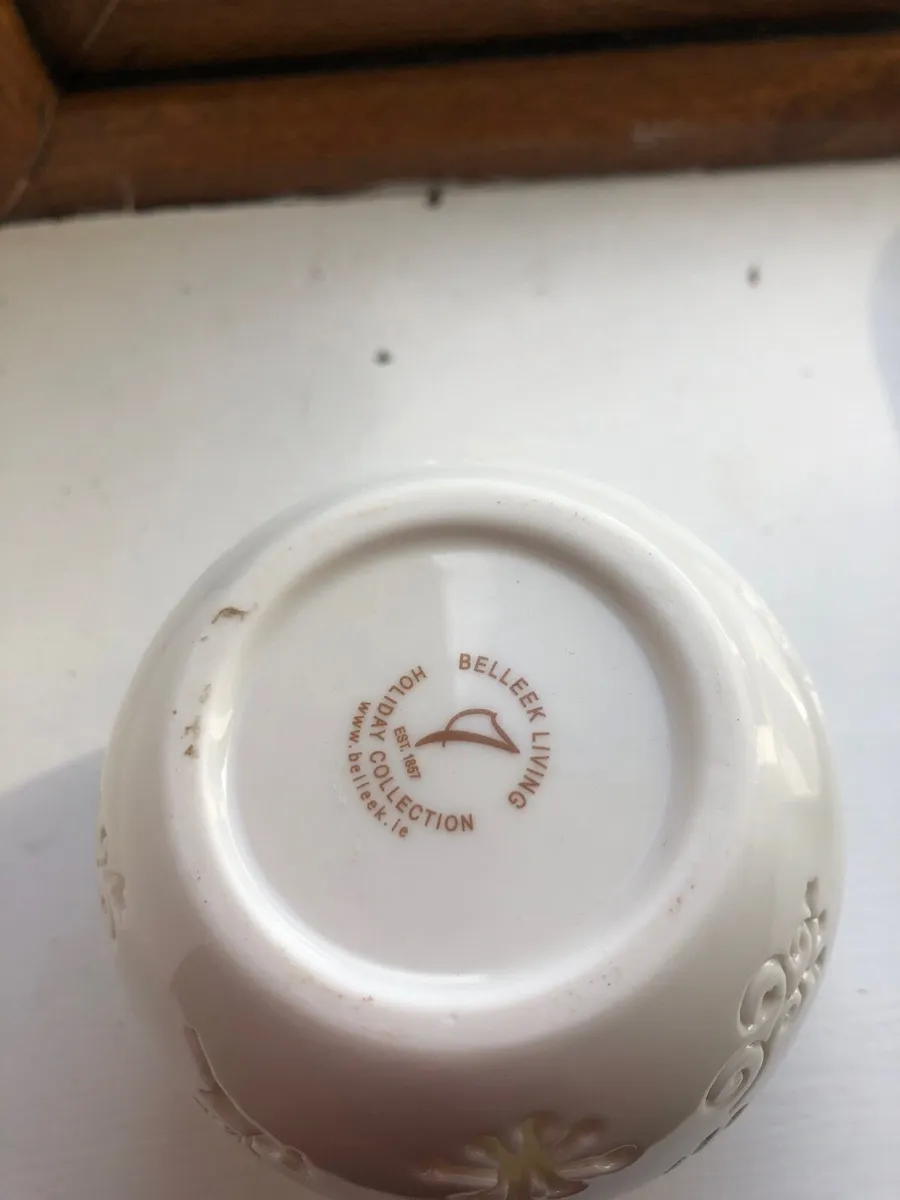 BELLEEK LIVING
EST. 1857
HOLIDAY COLLECTION
www.belleek.ie